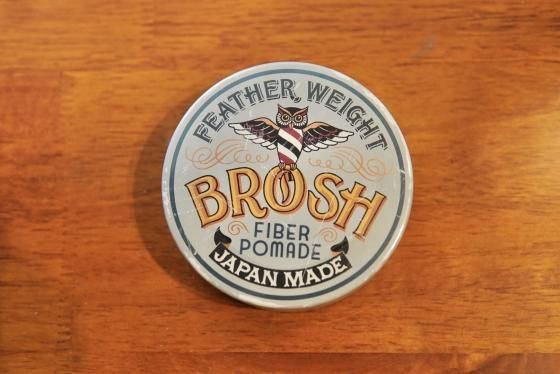 FEATHER, WEIGHT
BROSH
FIBER
POMADE
JAPAN MADE